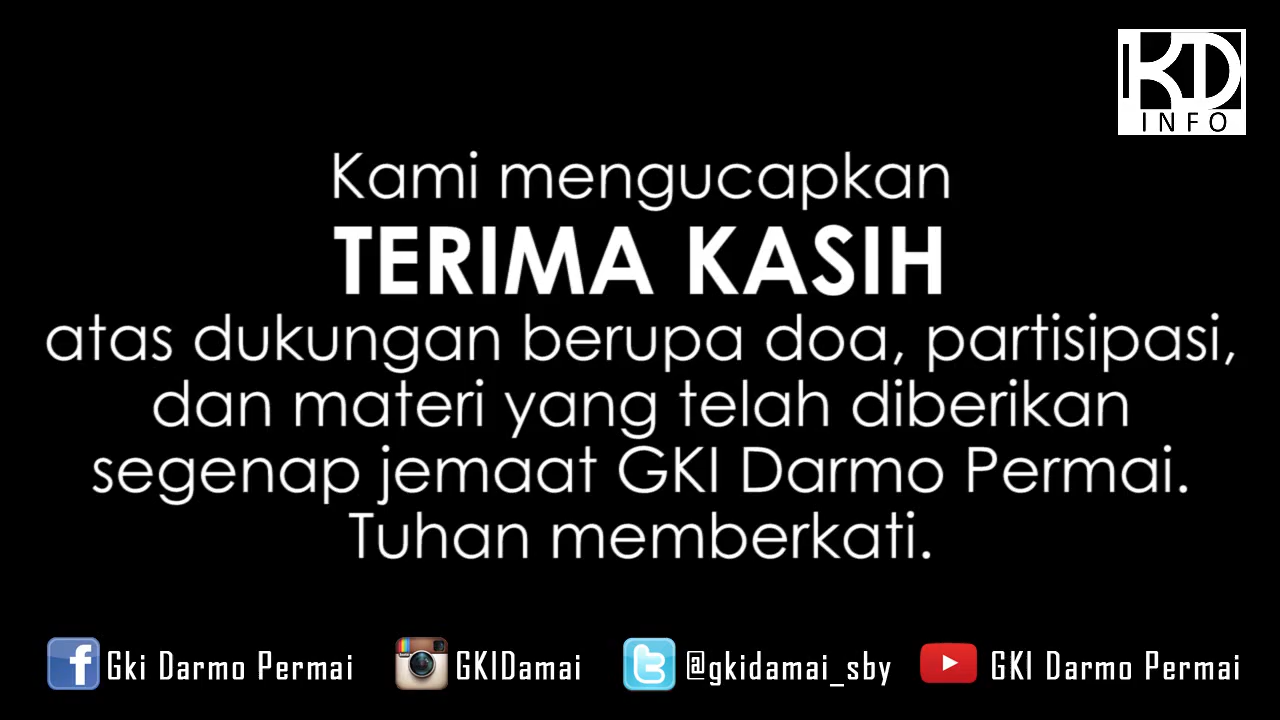 KD
INFO
Kami mengucapkan
TERIMA KASIH
atas dukungan berupa doa, partisipasi,
dan materi yang telah diberikan
segenap jemaat GKI Darmo Permai.
Tuhan memberkati.
Gki Darmo Permai GKIDamai @gkidamai_sby GKI Darmo Permai